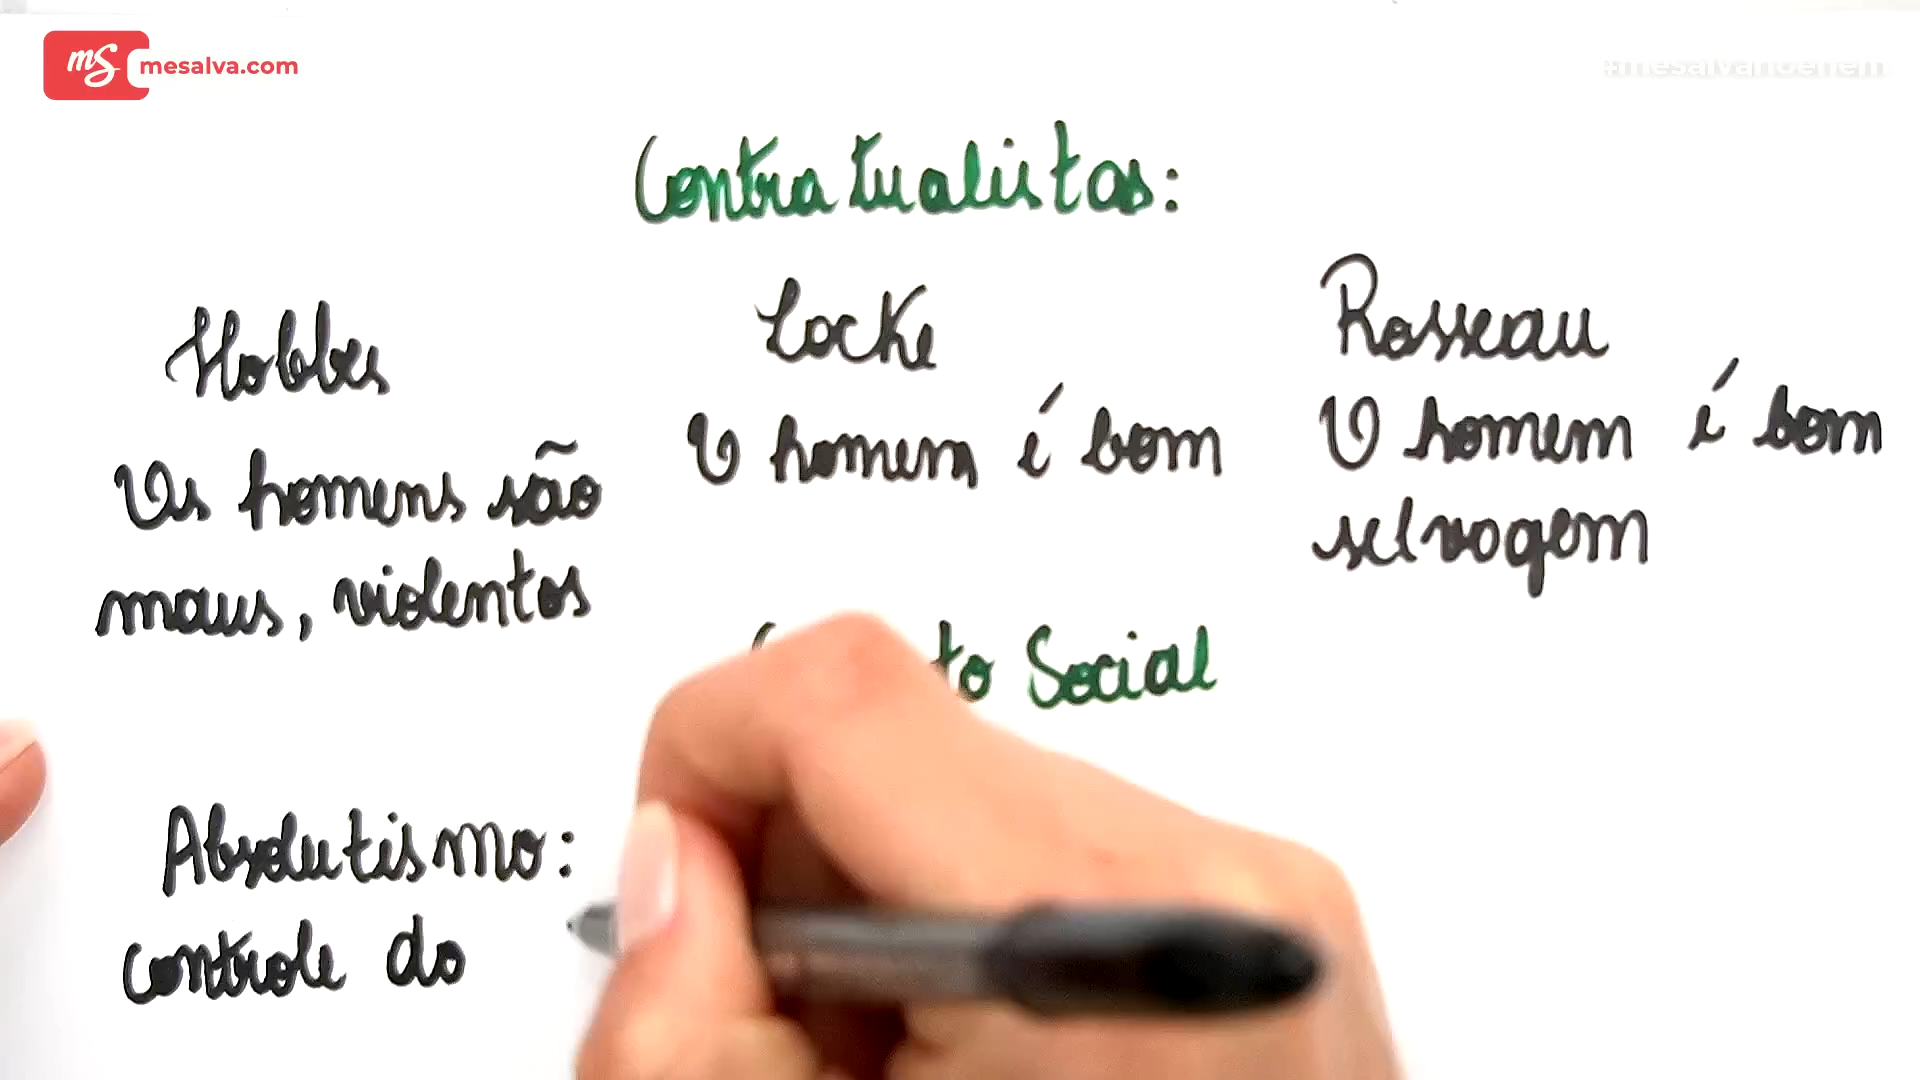 mS mesalva.com
Contratualistas:
Hobbes
Os homens são
maus, violentos
Locke
O homem é bom
Rosseau
O homem é bom
selvagem
to Social
Absolutismo:
controle do